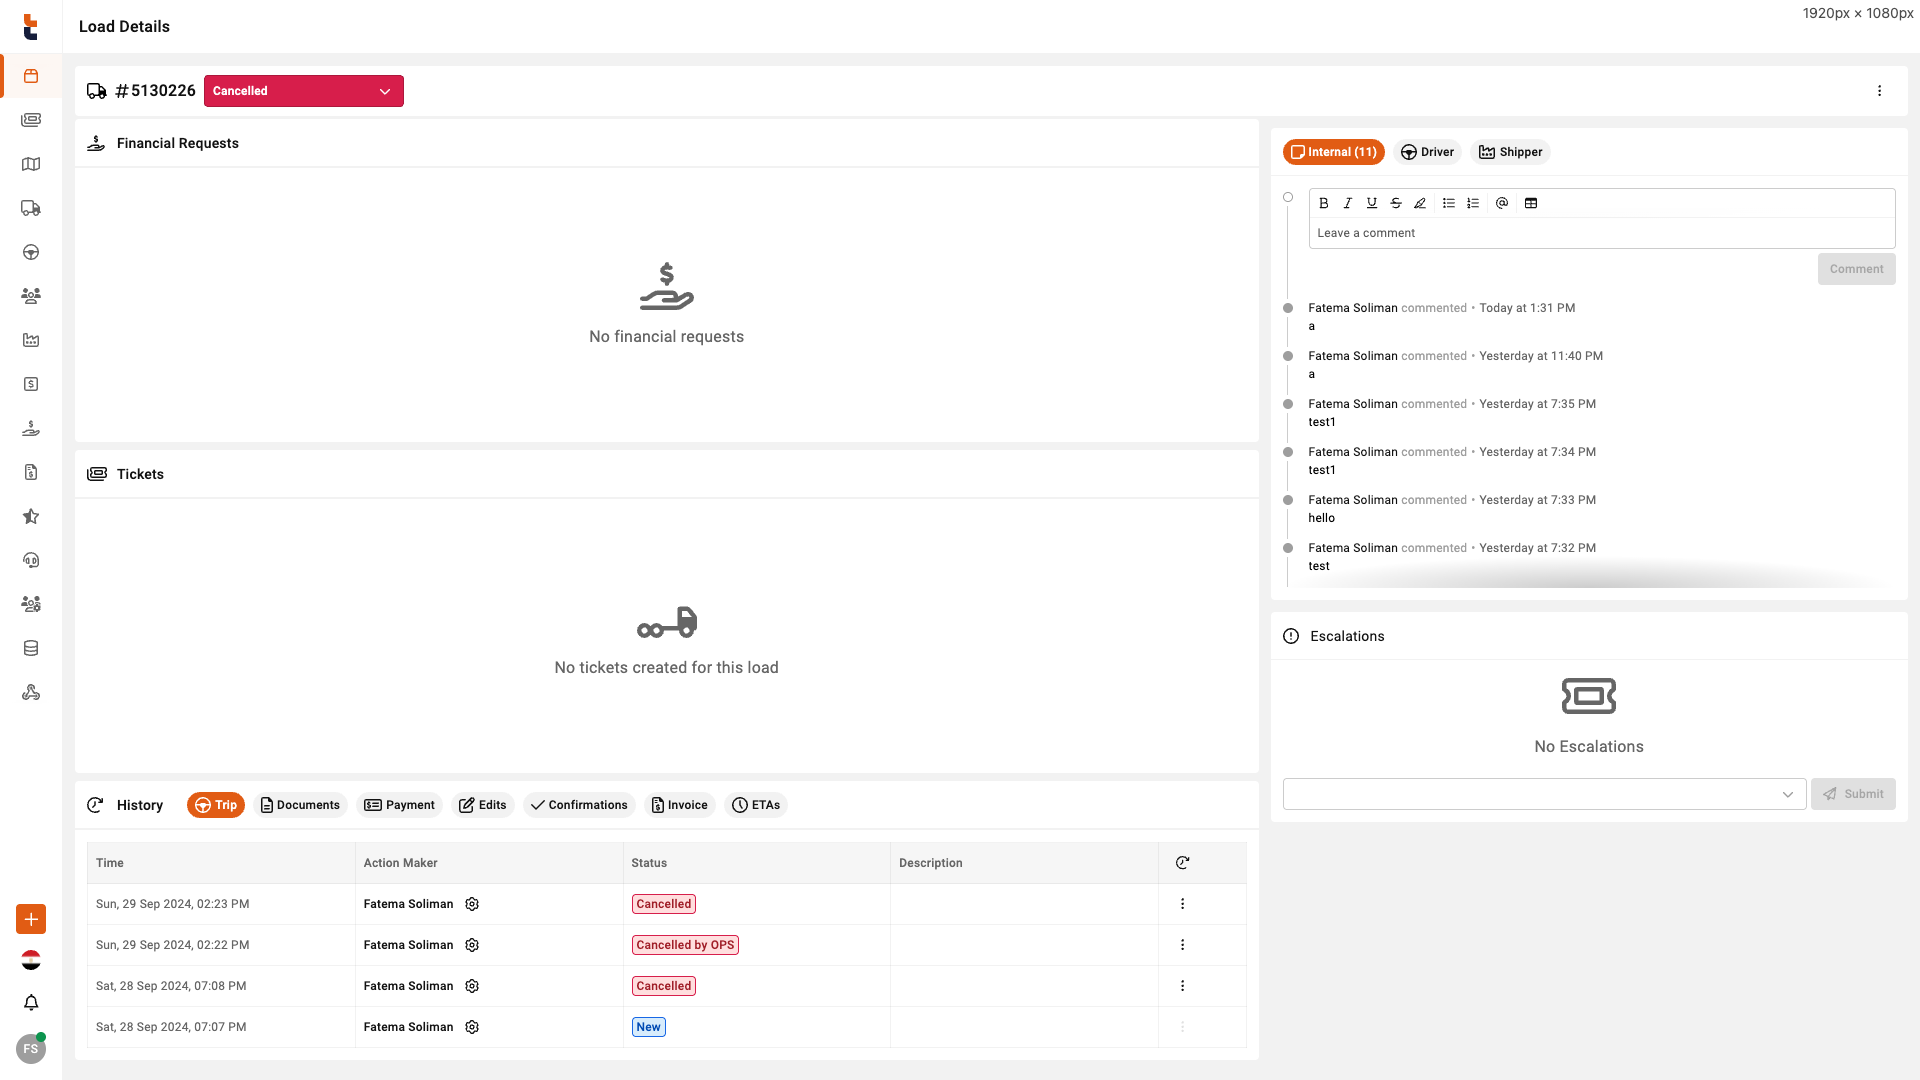 1920px × 1080px
Load Details
#5130226
Cancelled
Financial Requests
No financial requests
Tickets
No tickets created for this load
History
Trip
Documents
Payment
Edits
Confirmations
Invoice
ETAs
Time Action Maker Status Description
Sun, 29 Sep 2024, 02:23 PM Fatema Soliman Cancelled
Sun, 29 Sep 2024, 02:22 PM Fatema Soliman Cancelled by OPS
Sat, 28 Sep 2024, 07:08 PM Fatema Soliman Cancelled
Sat, 28 Sep 2024, 07:07 PM Fatema Soliman New
Internal (11)
Driver
Shipper
Leave a comment
Comment
Fatema Soliman commented • Today at 1:31 PM
a
Fatema Soliman commented • Yesterday at 11:40 PM
a
Fatema Soliman commented • Yesterday at 7:35 PM
test1
Fatema Soliman commented • Yesterday at 7:34 PM
test1
Fatema Soliman commented • Yesterday at 7:33 PM
hello
Fatema Soliman commented • Yesterday at 7:32 PM
test
Escalations
No Escalations
Submit
FS